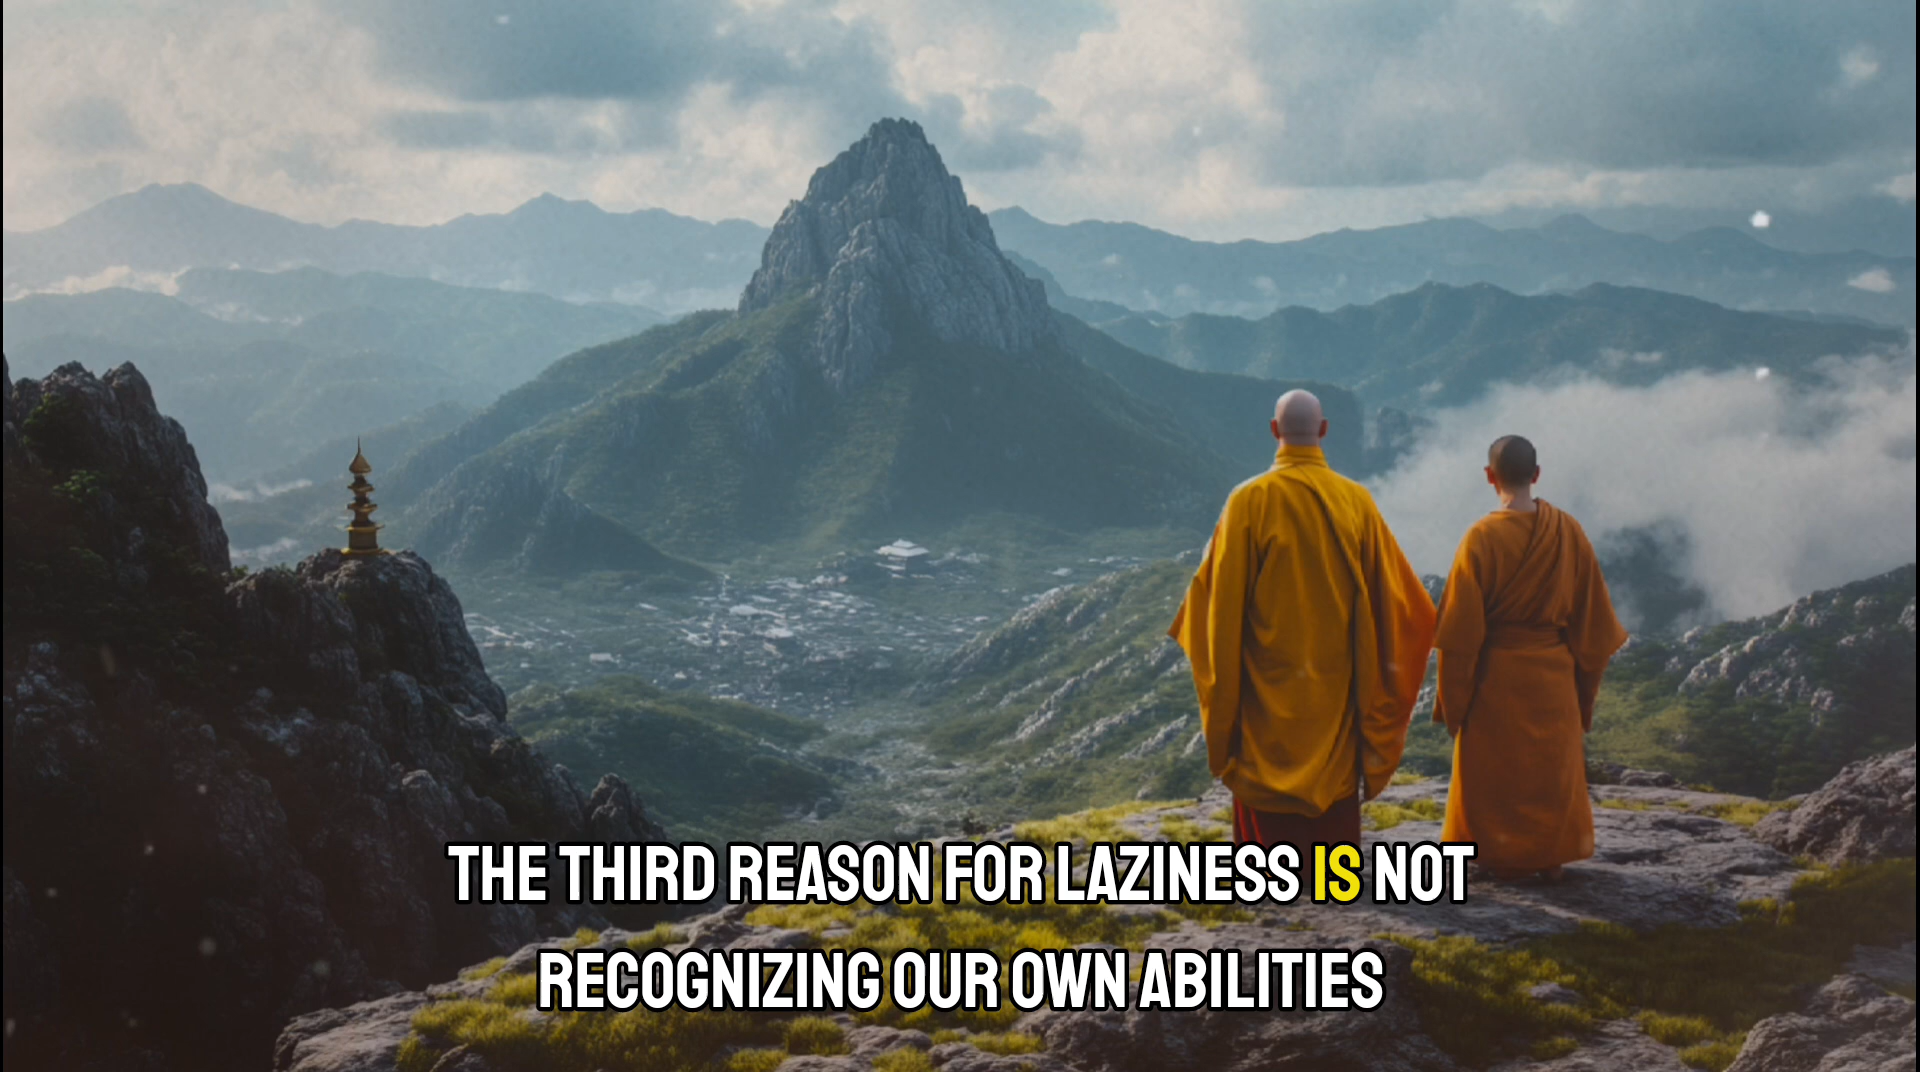 THE THIRD REASON FOR LAZINESS IS NOT
RECOGNIZING OUR OWN ABILITIES